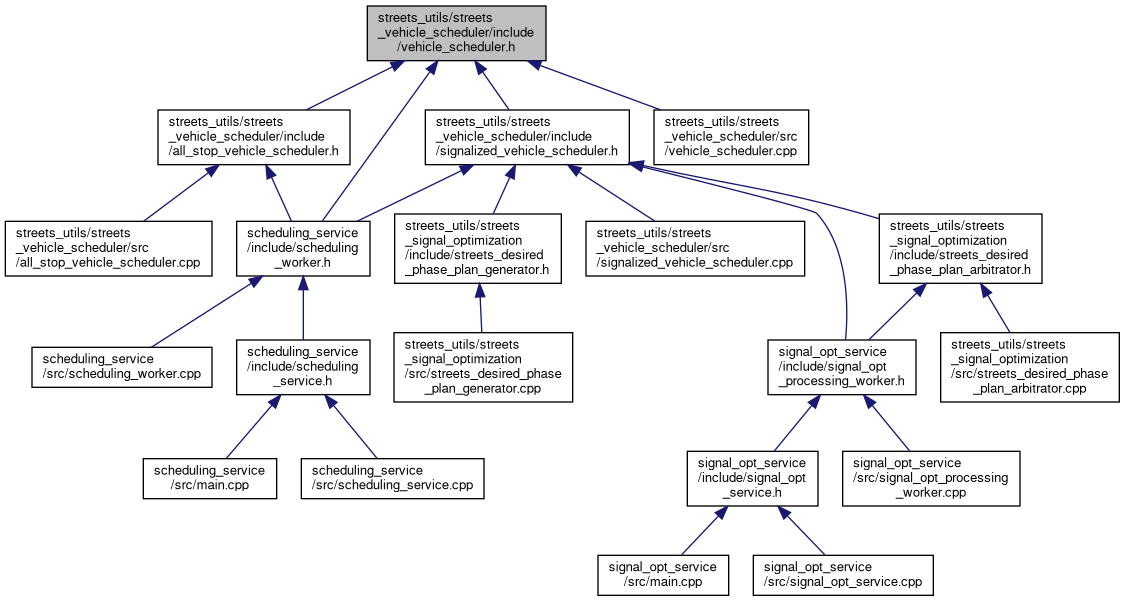 streets_utils/streets
_vehicle_scheduler/include
/vehicle_scheduler.h
streets_utils/streets
_vehicle_scheduler/include
/all_stop_vehicle_scheduler.h
streets_utils/streets
_vehicle_scheduler/include
/signalized_vehicle_scheduler.h
streets_utils/streets
_vehicle_scheduler/src
/vehicle_scheduler.cpp
streets_utils/streets
_vehicle_scheduler/src
/all_stop_vehicle_scheduler.cpp
scheduling_service
/include/scheduling
_worker.h
streets_utils/streets
_signal_optimization
/include/streets_desired
_phase_plan_generator.h
streets_utils/streets
_vehicle_scheduler/src
/signalized_vehicle_scheduler.cpp
streets_utils/streets
_signal_optimization
/include/streets_desired
_phase_plan_arbitrator.h
scheduling_service
/src/scheduling_worker.cpp
scheduling_service
/include/scheduling
_service.h
streets_utils/streets
_signal_optimization
/src/streets_desired_phase
_plan_generator.cpp
signal_opt_service
/include/signal_opt
_processing_worker.h
streets_utils/streets
_signal_optimization
/src/streets_desired_phase
_plan_arbitrator.cpp
scheduling_service
/src/main.cpp
scheduling_service
/src/scheduling_service.cpp
signal_opt_service
/include/signal_opt
_service.h
signal_opt_service
/src/signal_opt_processing
_worker.cpp
signal_opt_service
/src/main.cpp
signal_opt_service
/src/signal_opt_service.cpp